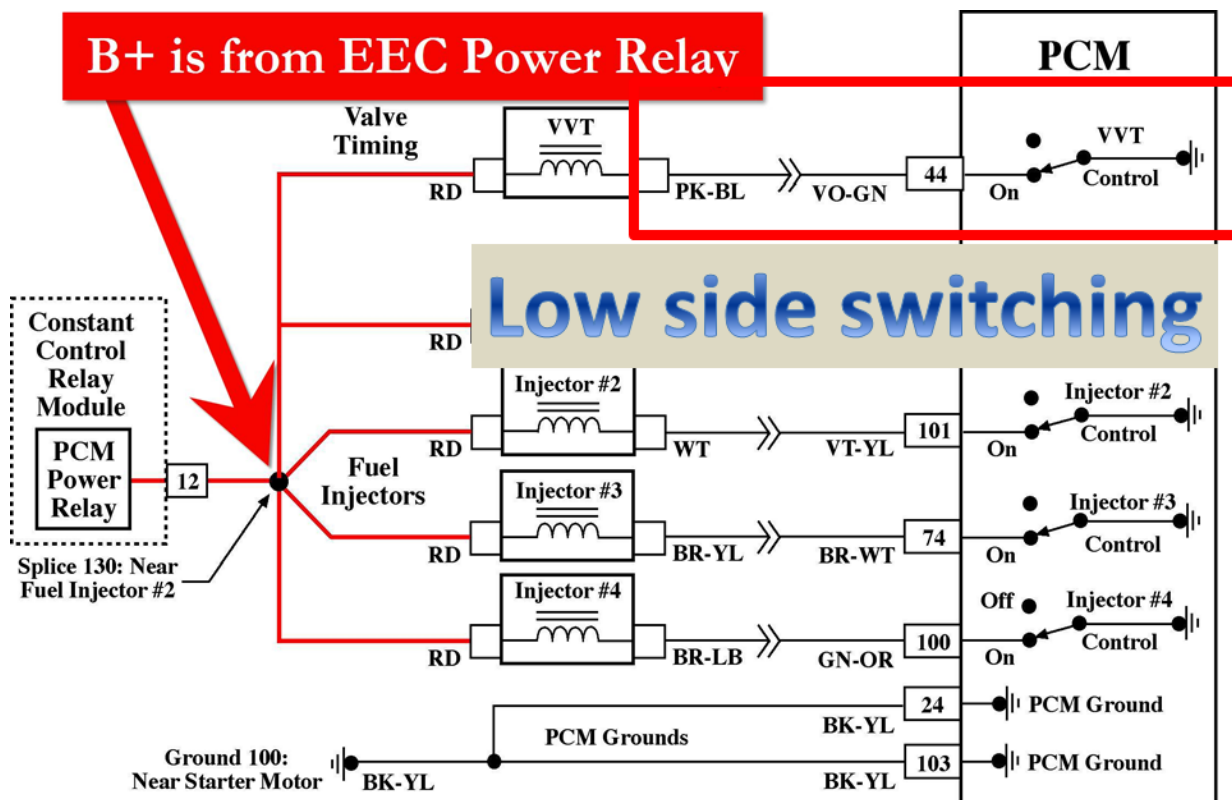 B+ is from EEC Power Relay
PCM
Valve
Timing
VVT
RD
PK-BL
VO-GN
44
On
VVT
Control
Low side switching
RD
Constant
Control
Relay
Module
PCM
Power
Relay
12
Fuel
Injectors
Splice 130: Near
Fuel Injector #2
Injector #2
RD
WT
VT-YL
101
On
Injector #2
Control
Injector #3
RD
BR-YL
BR-WT
74
On
Injector #3
Control
Injector #4
RD
BR-LB
GN-OR
100
Off
On
Injector #4
Control
24
BK-YL
PCM Ground
PCM Grounds
Ground 100:
Near Starter Motor
BK-YL
BK-YL
103
PCM Ground